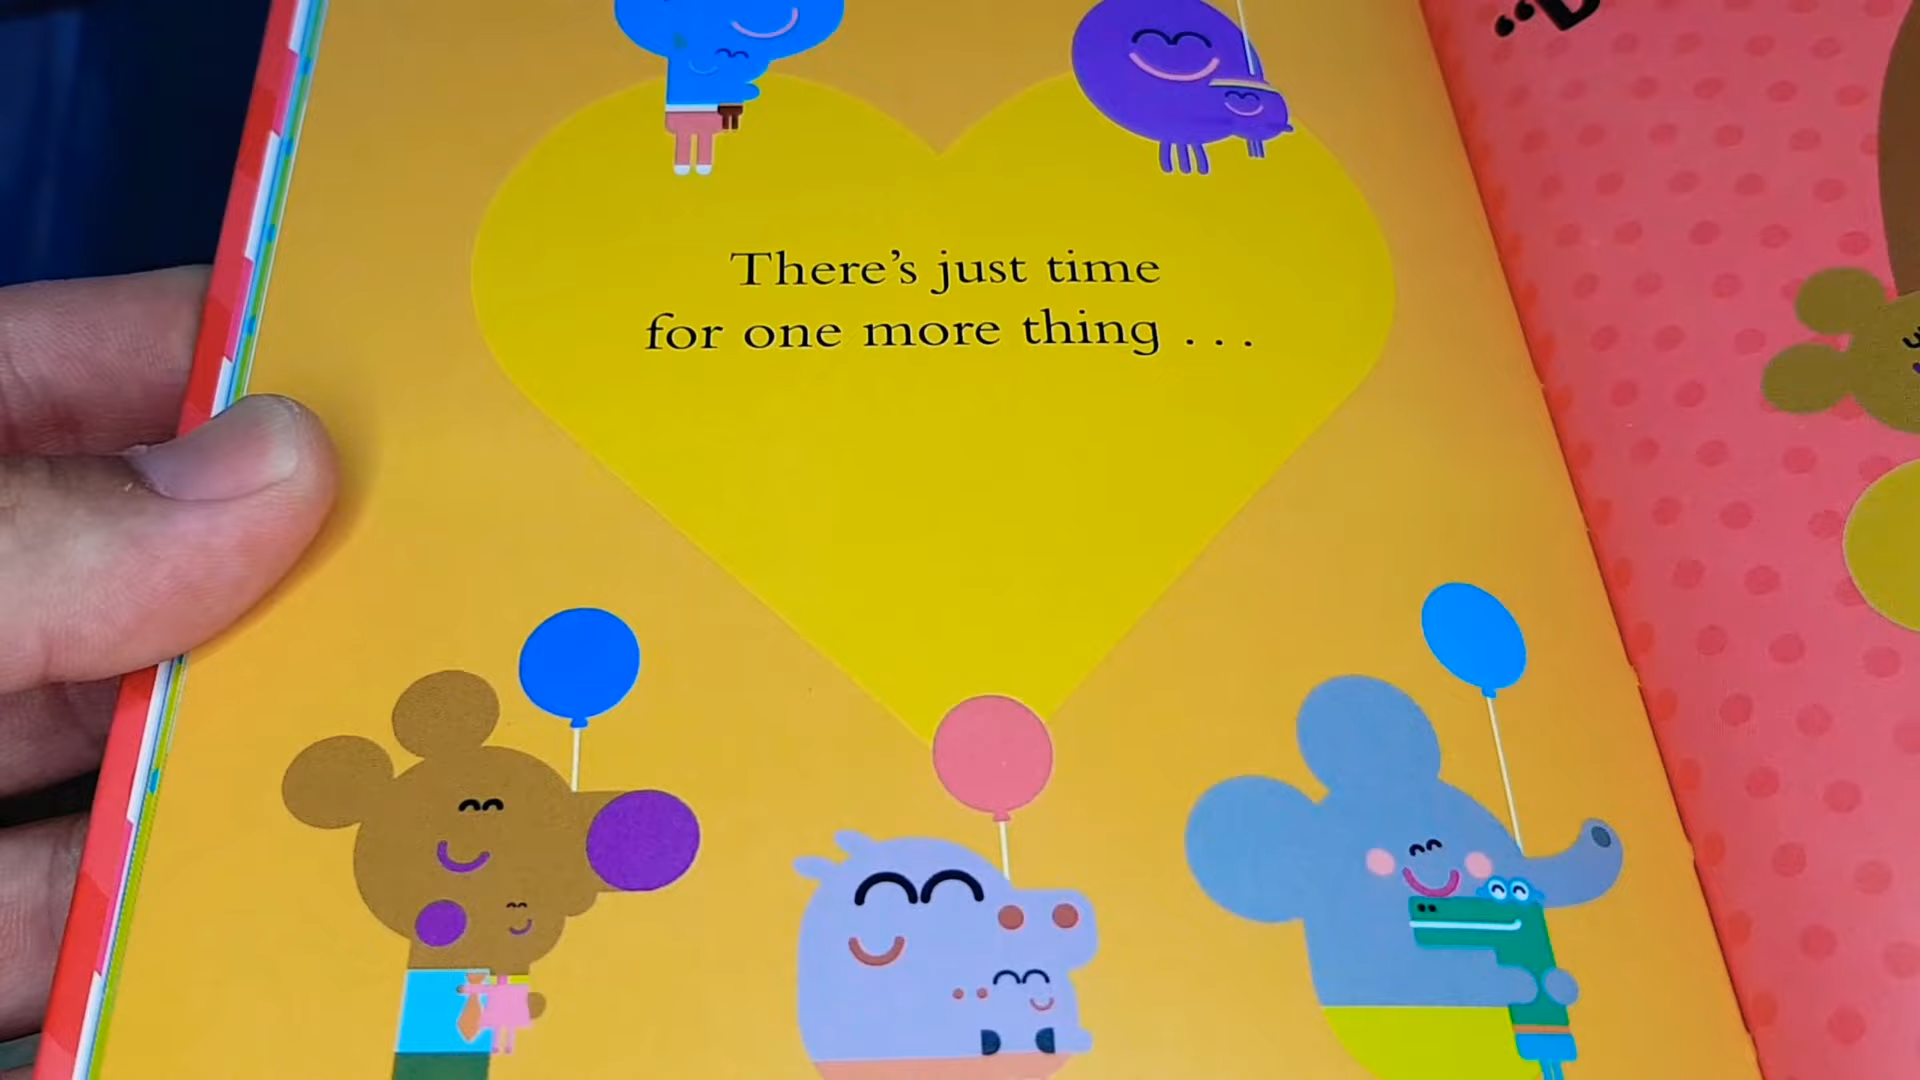 There's just time
for one more thing . . .